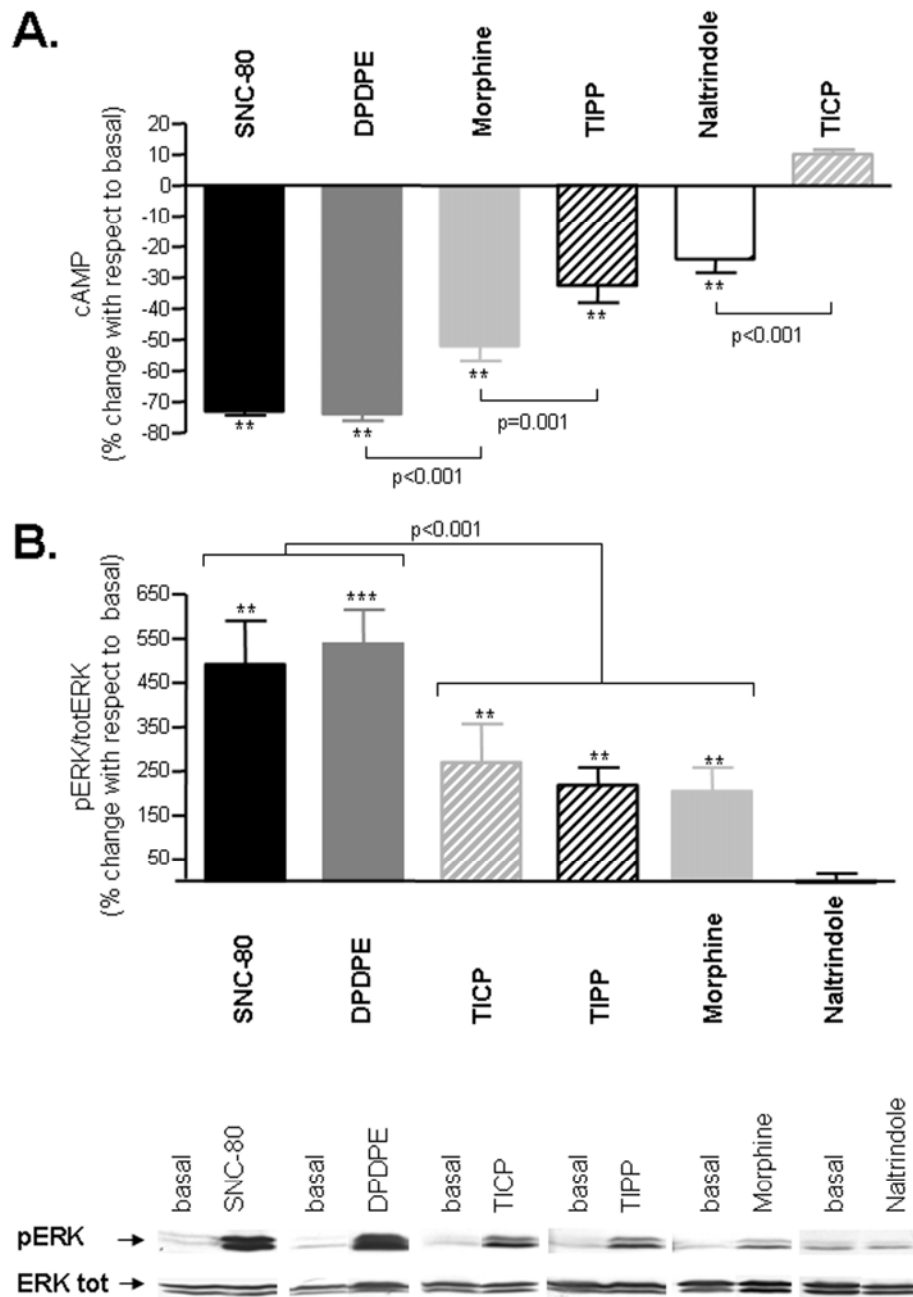 A.
SNC-80
DPDPE
Morphine
TIPP
Naltrindole
TICP
cAMP
(% change with respect to basal)
20
10
0
-10
-20
-30
-40
-50
-60
-70
-80
**
**
**
**
**
p<0.001
p=0.001
p<0.001
B.
p<0.001
pERK/totERK
(% change with respect to basal)
650
550
450
350
250
150
50
**
***
**
**
**
SNC-80
DPDPE
TICP
TIPP
Morphine
Naltrindole
basal
SNC-80
basal
DPDPE
basal
TICP
basal
TIPP
basal
Morphine
basal
Naltrindole
pERK →
ERK tot →